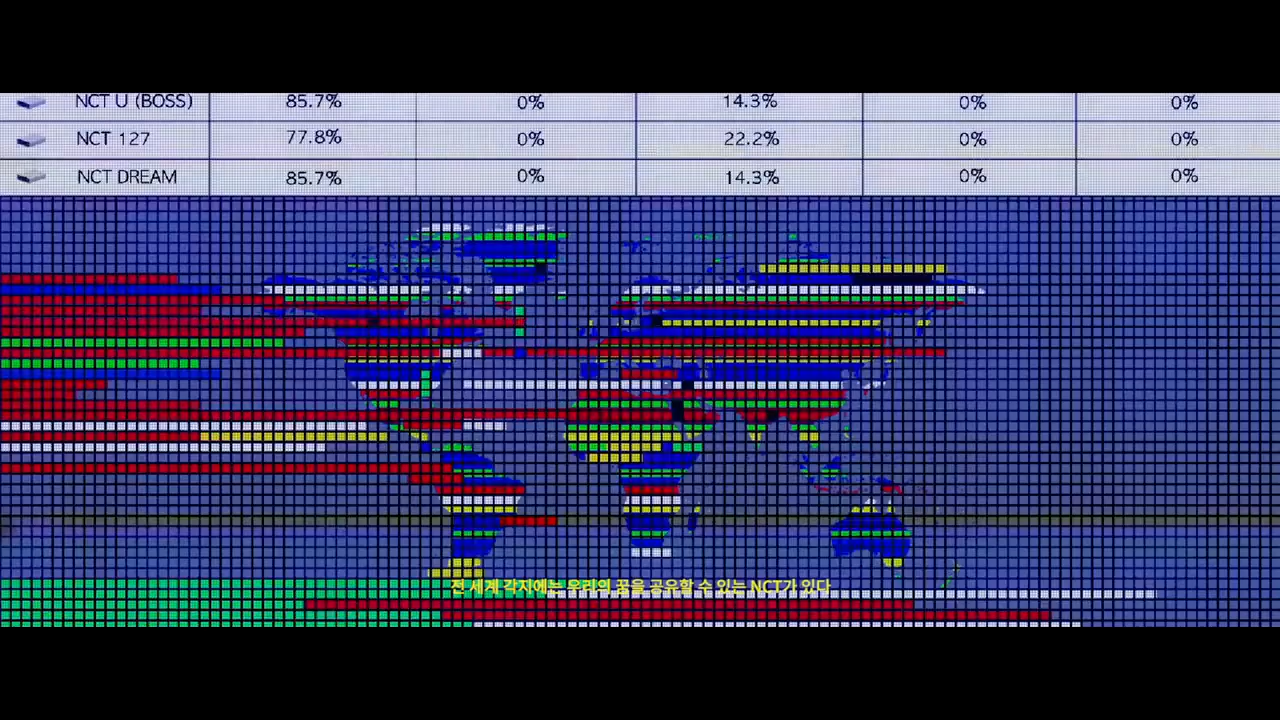 NCT U (BOSS) 85.7% 0% 14.3% 0% 0%
NCT 127 77.8% 0% 22.2% 0% 0%
NCT DREAM 85.7% 0% 14.3% 0% 0%
전 세계 각지에는 우리의 꿈을 공유할 수 있는 NCT가 있다